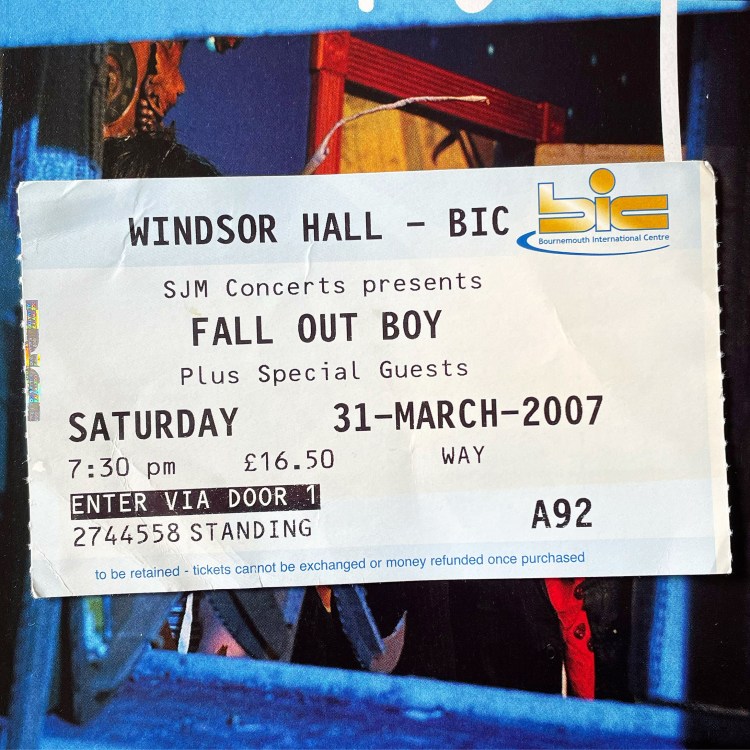 WINDSOR HALL - BIC
bic
Bournemouth International Centre
SJM Concerts presents
FALL OUT BOY
Plus Special Guests
SATURDAY 31-MARCH-2007
7:30 pm £16.50 WAY
ENTER VIA DOOR 1
2744558 STANDING A92
to be retained - tickets cannot be exchanged or money refunded once purchased